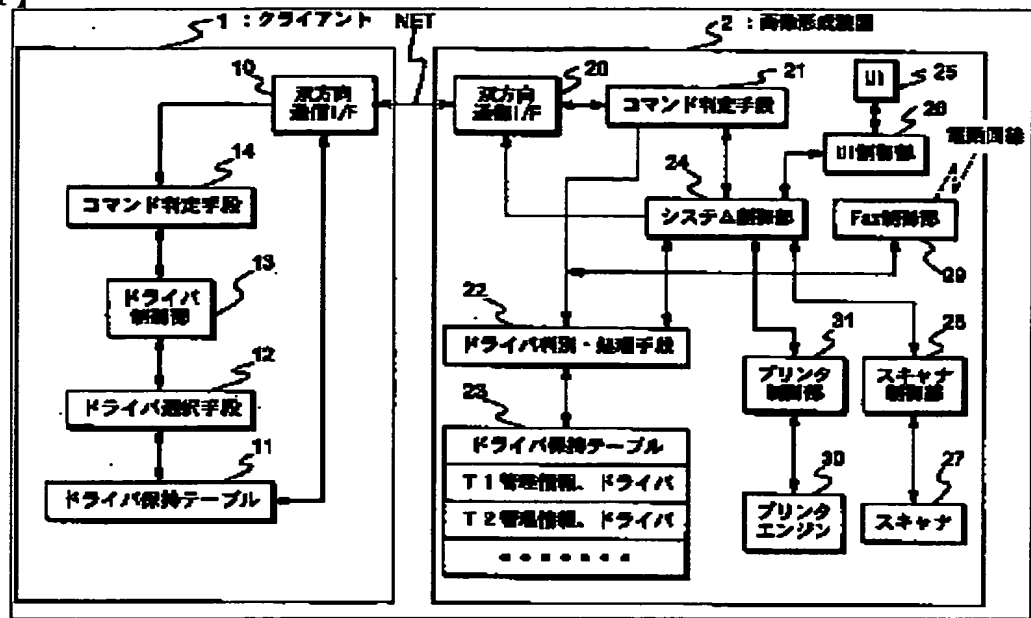 1 : クライアント
NET
2 : 画像形成装置
10
双方向
通信I/F
20
双方向
通信I/F
21
コマンド判定手段
UI
25
26
UI制御部
電話回線
14
コマンド判定手段
24
システム制御部
Fax制御部
29
13
ドライバ
制御部
22
ドライバ判別・処理手段
31
プリンタ
制御部
28
スキャナ
制御部
12
ドライバ選択手段
23
ドライバ保持テーブル
T1管理情報、ドライバ
T2管理情報、ドライバ
・・・・・・・
11
ドライバ保持テーブル
30
プリンタ
エンジン
27
スキャナ